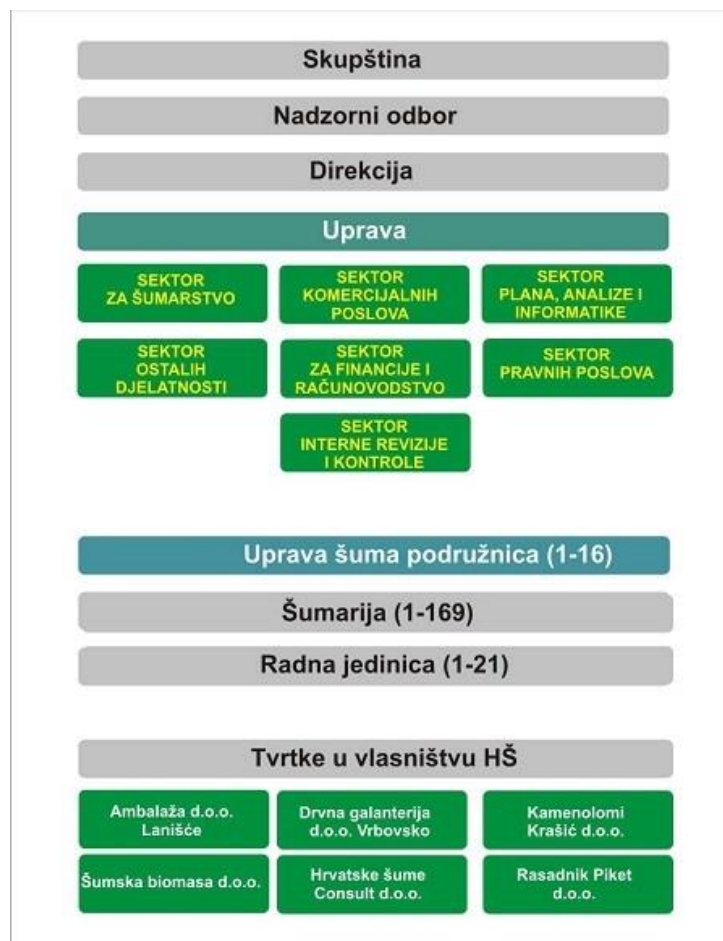 Skupština
Nadzorni odbor
Direkcija
Uprava
SEKTOR
ZA ŠUMARSTVO
SEKTOR
KOMERCIJALNIH
POSLOVA
SEKTOR
PLANA, ANALIZE I
INFORMATIKE
SEKTOR
OSTALIH
DJELATNOSTI
SEKTOR
ZA FINANCIJE I
RAČUNOVODSTVO
SEKTOR
PRAVNIH POSLOVA
SEKTOR
INTERNE REVIZIJE
I KONTROLE
Uprava šuma podružnica (1-16)
Šumarija (1-169)
Radna jedinica (1-21)
Tvrtke u vlasništvu HŠ
Ambalaža d.o.o.
Lanišće
Drvna galanterija
d.o.o. Vrbovsko
Kamenolomi
Krašić d.o.o.
Šumska biomasa d.o.o.
Hrvatske šume
Consult d.o.o.
Rasadnik Piket
d.o.o.